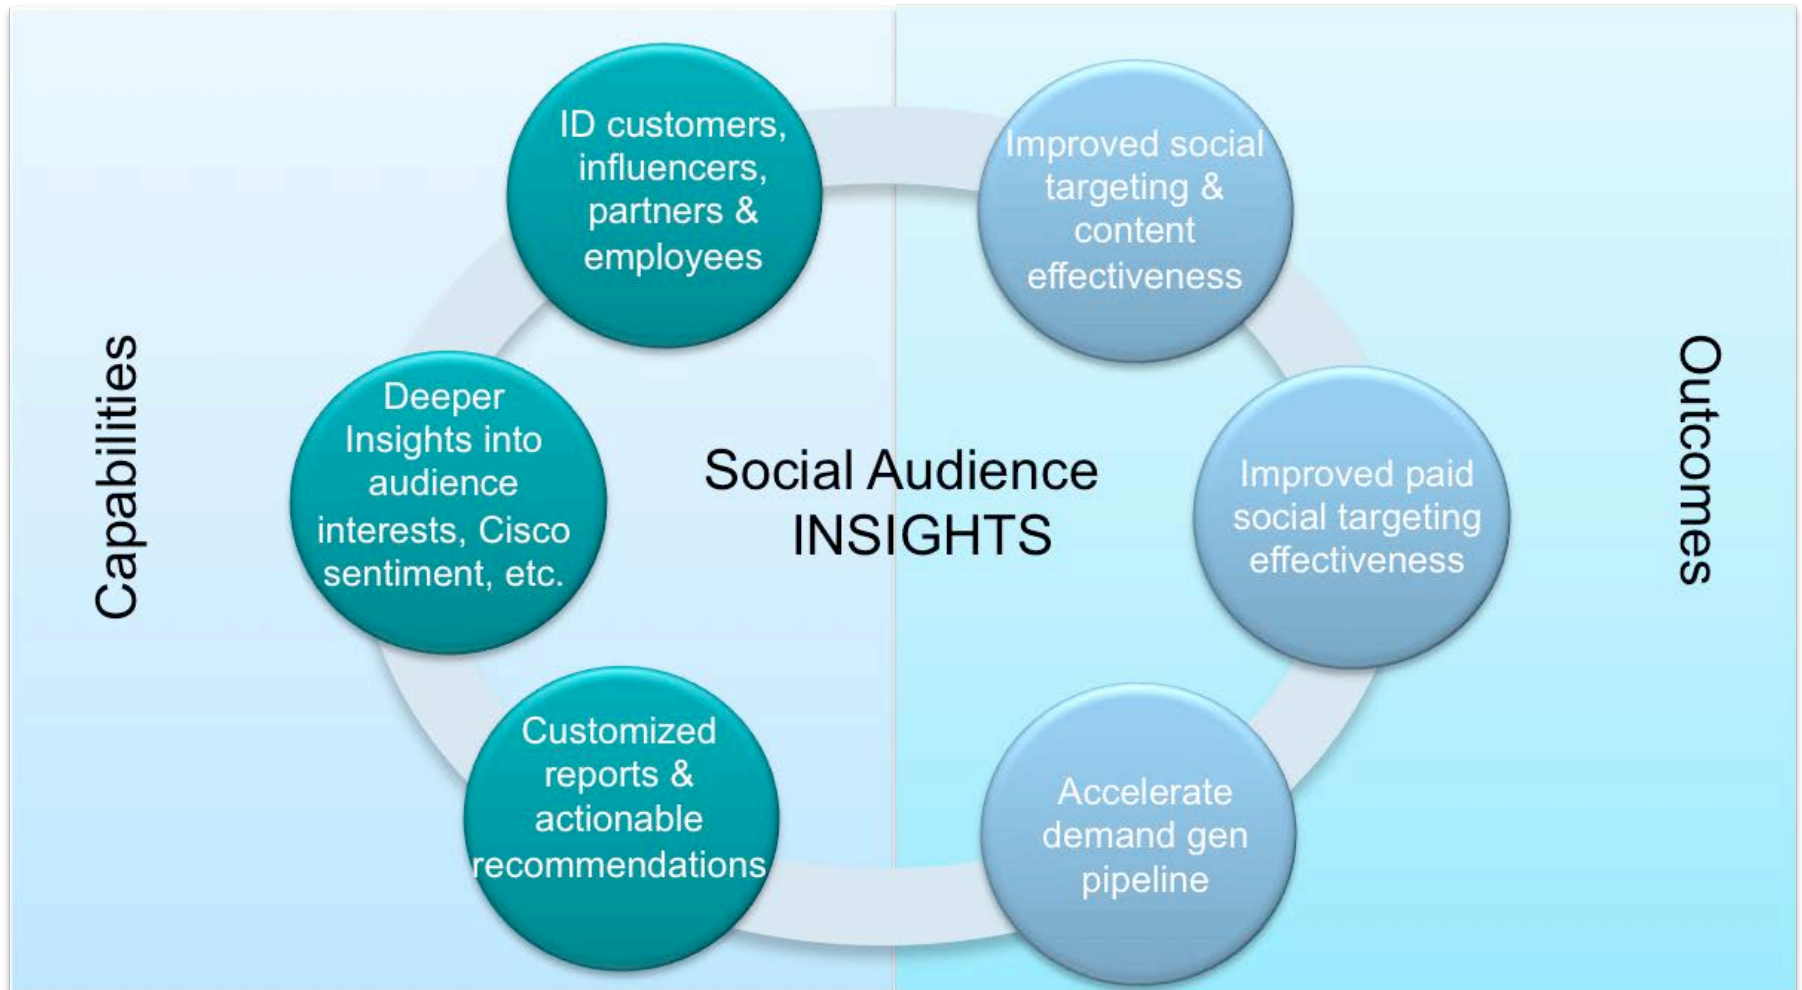 Capabilities
ID customers,
influencers,
partners &
employees
Deeper
Insights into
audience
interests, Cisco
sentiment, etc.
Customized
reports &
actionable
recommendations
Social Audience
INSIGHTS
Improved social
targeting &
content
effectiveness
Improved paid
social targeting
effectiveness
Accelerate
demand gen
pipeline
Outcomes